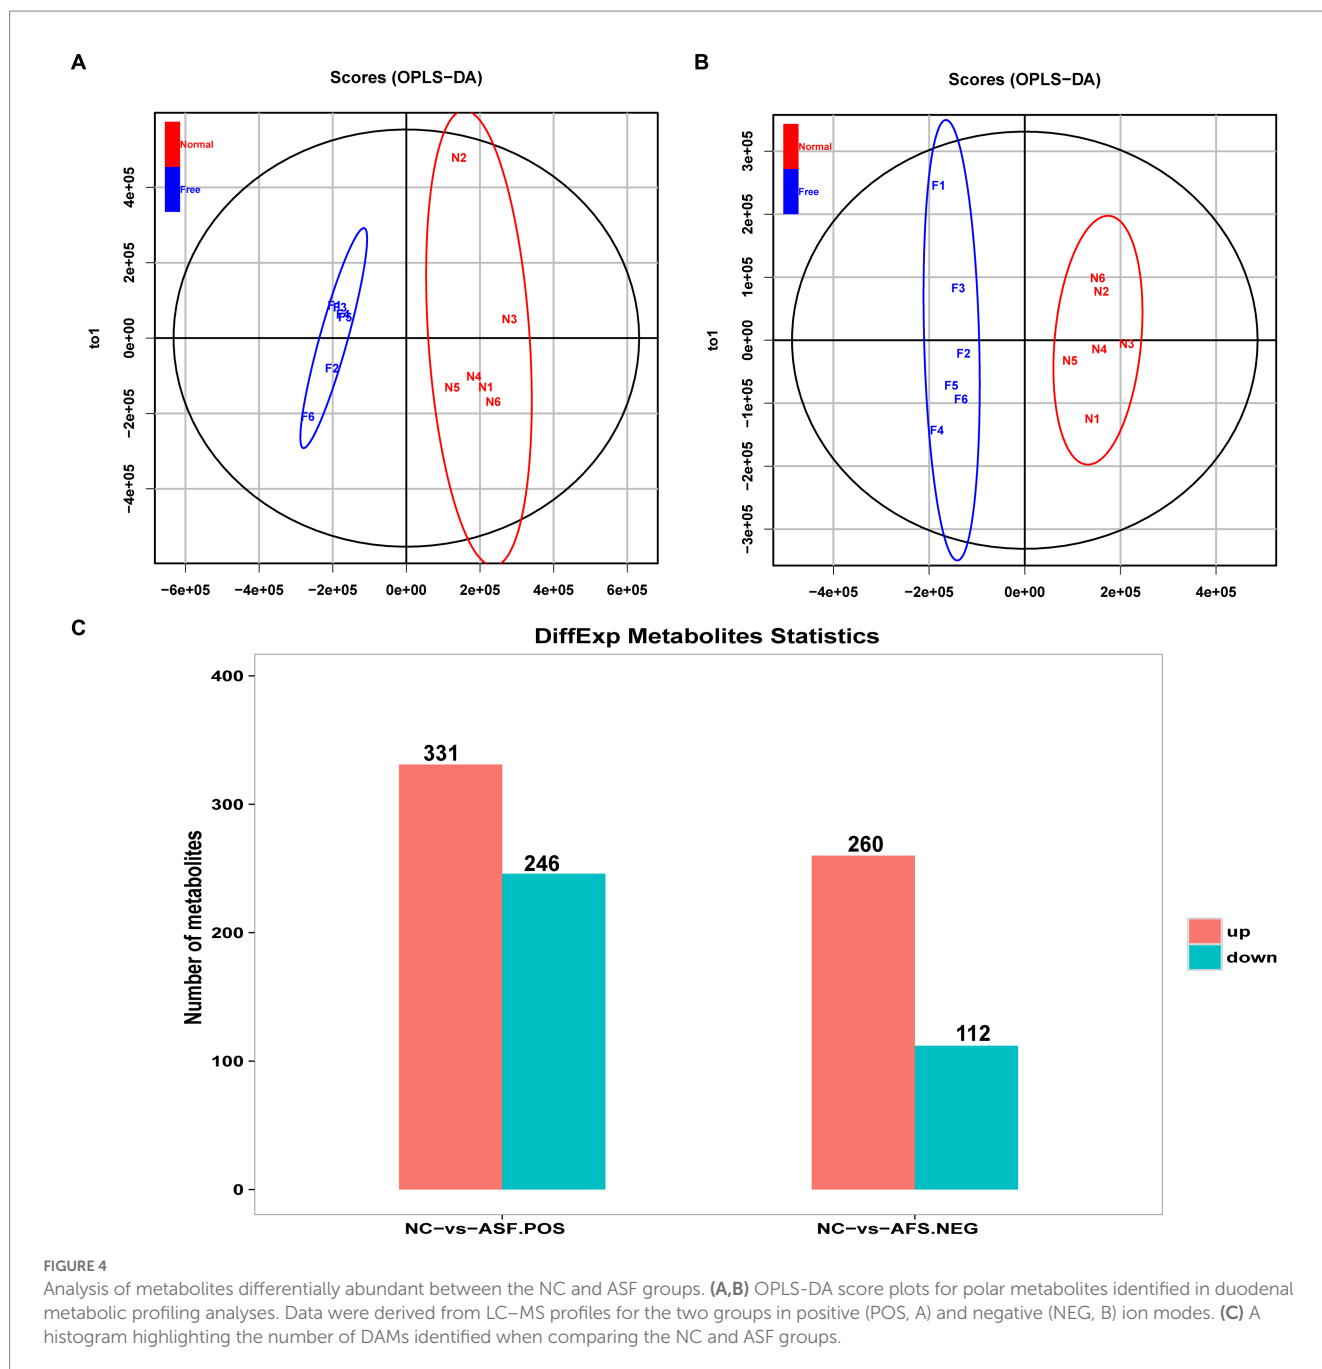 A
Scores (OPLS−DA)
Normal
Free
to1
4e+05
2e+05
0e+00
−2e+05
−4e+05
N2
N3
N4
N5
N1
N6
F1
F3
F4
F5
F2
F6
−6e+05 −2e+05 0e+00 2e+05 4e+05 6e+05
B
Scores (OPLS−DA)
Normal
Free
to1
3e+05
2e+05
1e+05
0e+00
−1e+05
−2e+05
−3e+05
F1
F3
F2
F5
F6
F4
N6
N2
N3
N4
N5
N1
−4e+05 −2e+05 0e+00 2e+05 4e+05
C
DiffExp Metabolites Statistics
Number of metabolites
400
300
200
100
0
331
246
260
112
up
down
NC−vs−ASF.POS NC−vs−AFS.NEG
FIGURE 4
Analysis of metabolites differentially abundant between the NC and ASF groups. (A,B) OPLS-DA score plots for polar metabolites identified in duodenal
metabolic profiling analyses. Data were derived from LC–MS profiles for the two groups in positive (POS, A) and negative (NEG, B) ion modes. (C) A
histogram highlighting the number of DAMs identified when comparing the NC and ASF groups.